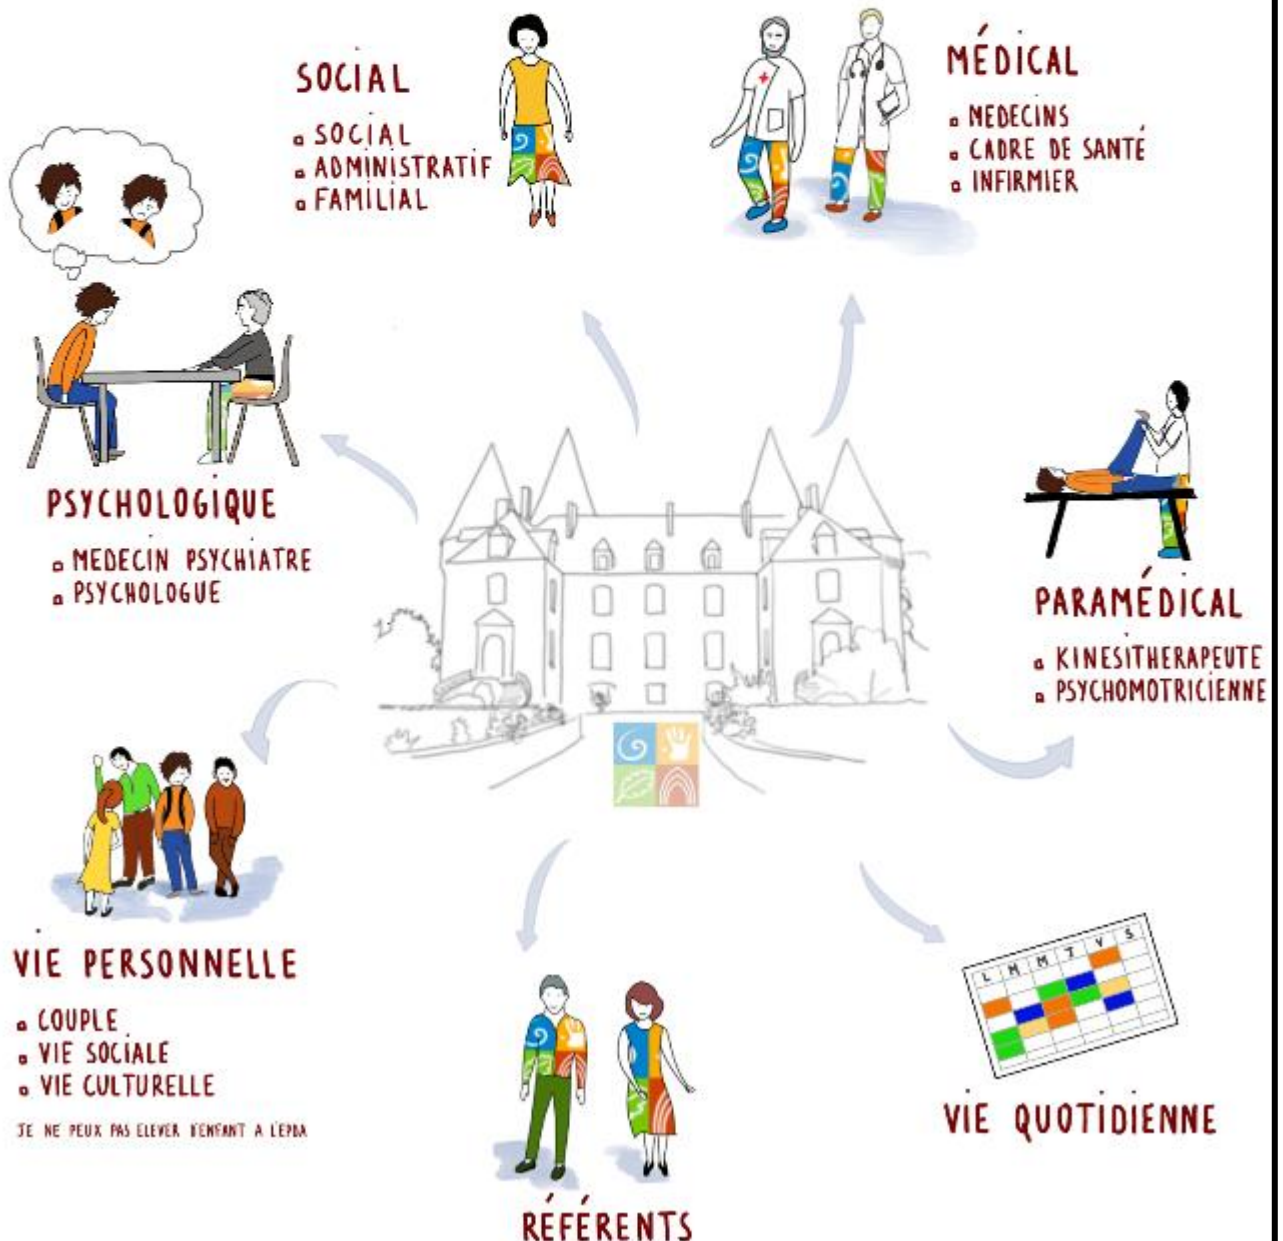 SOCIAL
SOCIAL
ADMINISTRATIF
FAMILIAL
MÉDICAL
MEDECINS
CADRE DE SANTÉ
INFIRMIER
PSYCHOLOGIQUE
MEDECIN PSYCHIATRE
PSYCHOLOGUE
PARAMÉDICAL
KINESITHERAPEUTE
PSYCHOMOTRICIENNE
VIE PERSONNELLE
COUPLE
VIE SOCIALE
VIE CULTURELLE
JE NE PEUX PAS ELEVER D'ENFANT A L'EPDA
L M M J V S
VIE QUOTIDIENNE
RÉFÉRENTS